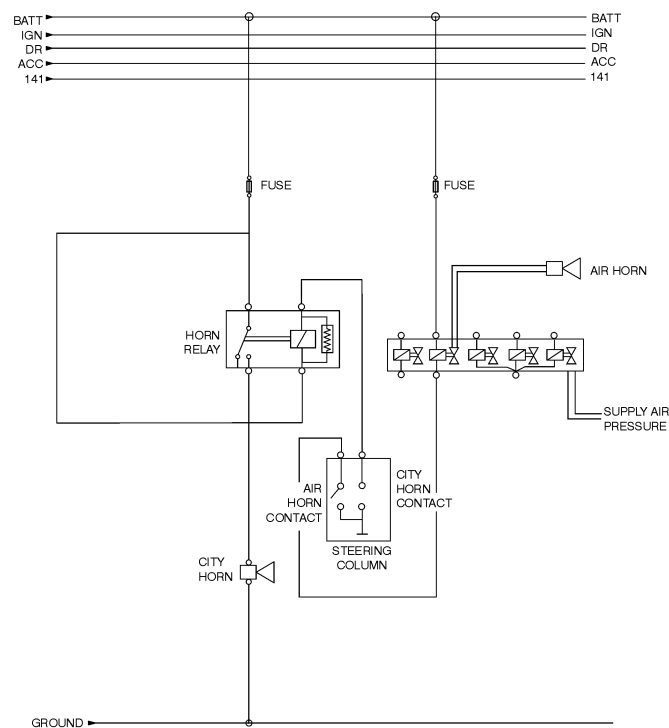 BATT
BATT
IGN
IGN
DR
DR
ACC
ACC
141
141
FUSE
FUSE
AIR HORN
HORN
RELAY
SUPPLY AIR
PRESSURE
AIR
HORN
CONTACT
CITY
HORN
CONTACT
STEERING
COLUMN
CITY
HORN
GROUND